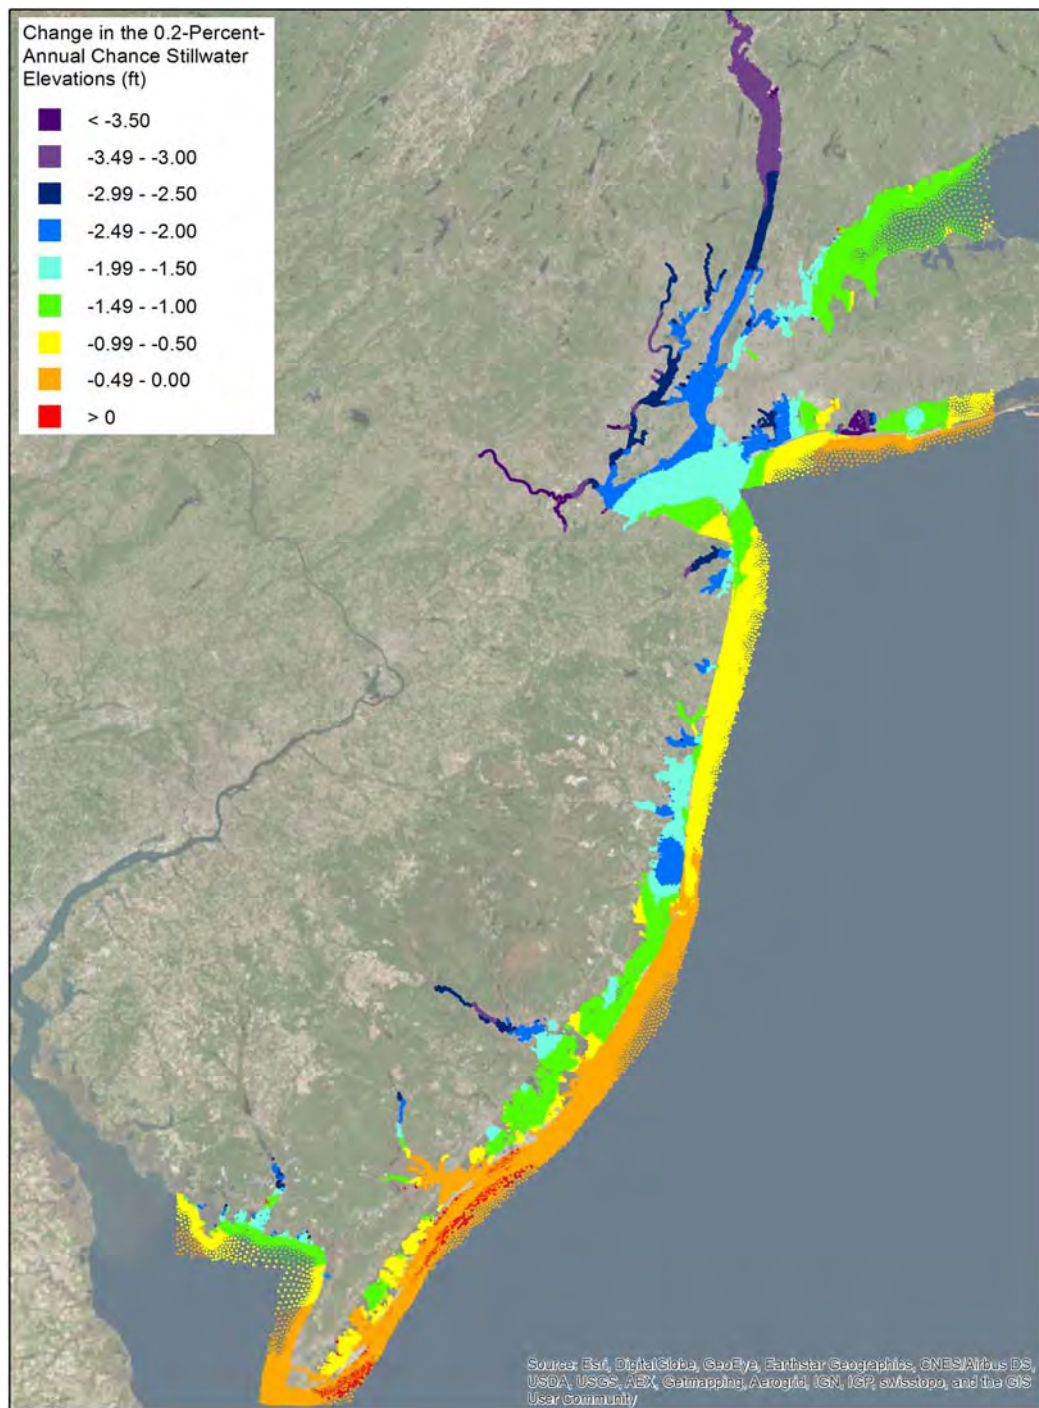 Change in the 0.2-Percent-
Annual Chance Stillwater
Elevations (ft)
< -3.50
-3.49 - -3.00
-2.99 - -2.50
-2.49 - -2.00
-1.99 - -1.50
-1.49 - -1.00
-0.99 - -0.50
-0.49 - 0.00
> 0
Source: Esri, DigitalGlobe, GeoEye, Earthstar Geographics, CNES/Airbus DS,
USDA, USGS, AEX, Getmapping, Aerogrid, IGN, IGP, swisstopo, and the GIS
User Community